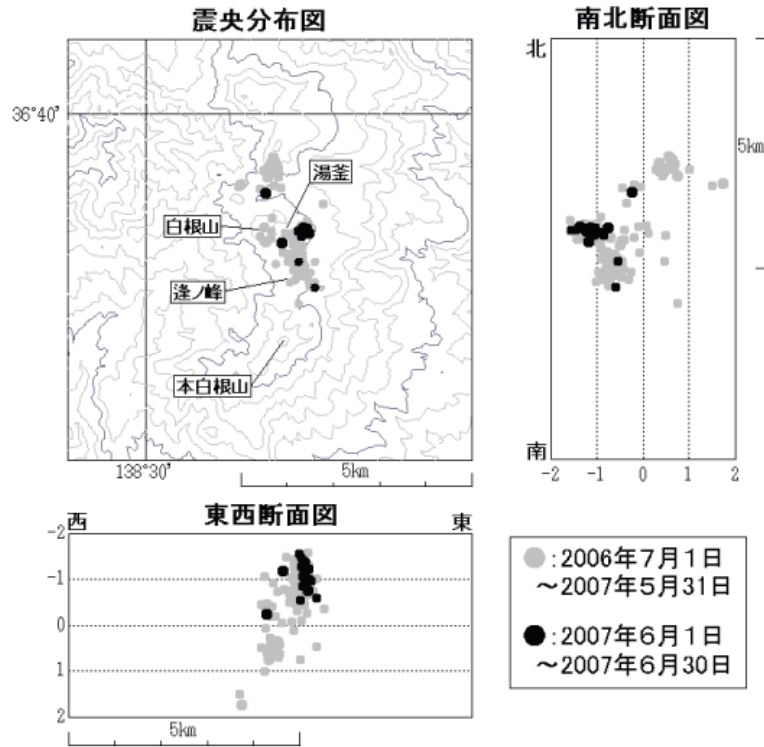 震央分布図
36°40'
湯釜
白根山
逢ノ峰
本白根山
138°30'
5km
南北断面図
北
南
5km
-2 -1 0 1 2
東西断面図
西
東
-2
-1
0
1
2
5km
:2006年7月1日
～2007年5月31日
:2007年6月1日
～2007年6月30日